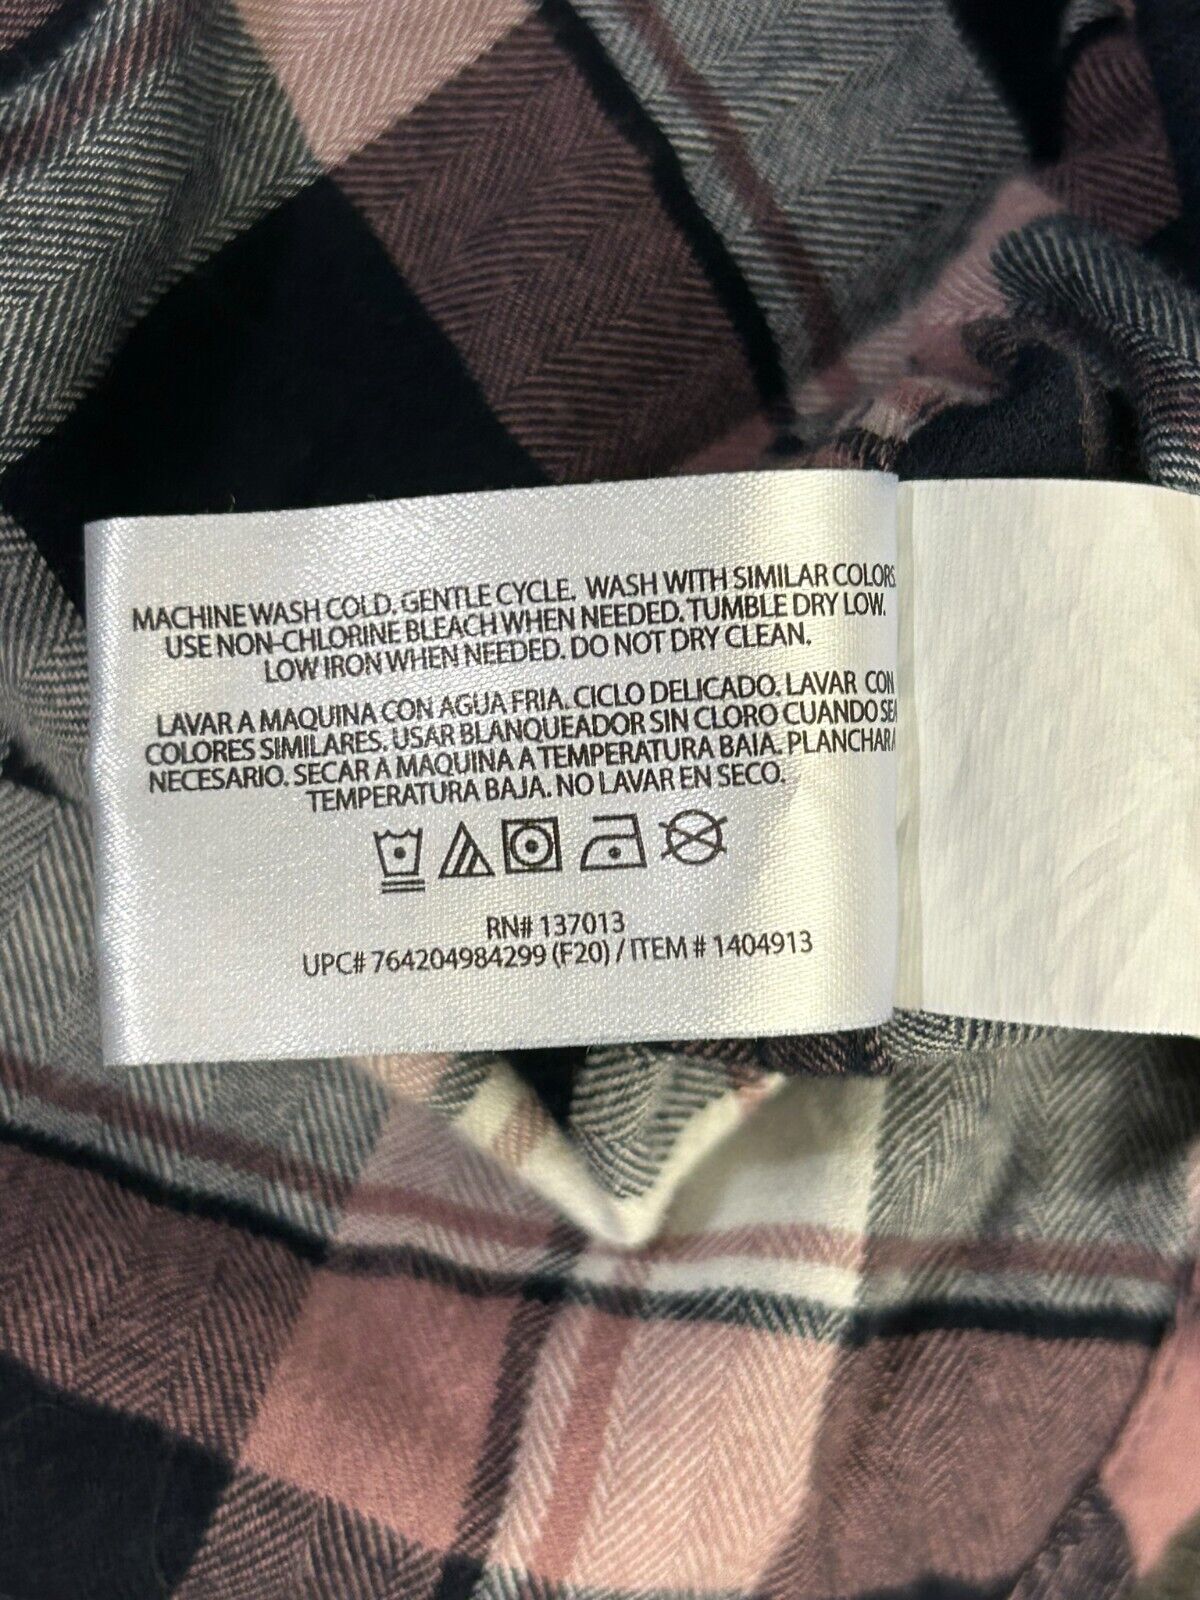 MACHINE WASH COLD. GENTLE CYCLE. WASH WITH SIMILAR COLORS.
USE NON-CHLORINE BLEACH WHEN NEEDED. TUMBLE DRY LOW.
LOW IRON WHEN NEEDED. DO NOT DRY CLEAN.
LAVAR A MAQUINA CON AGUA FRIA. CICLO DELICADO. LAVAR CON
COLORES SIMILARES. USAR BLANQUEADOR SIN CLORO CUANDO SEA
NECESARIO. SECAR A MAQUINA A TEMPERATURA BAIA. PLANCHAR A
TEMPERATURA BAJA. NO LAVAR EN SECO.
RN# 137013
UPC# 764204984299 (F20) / ITEM # 1404913